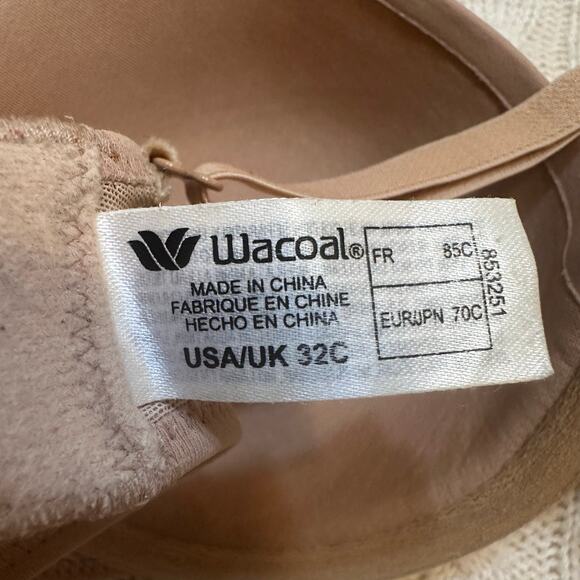 Wacoal®
MADE IN CHINA
FABRIQUE EN CHINE
HECHO EN CHINA
USA/UK 32C
FR 85C
EUR/JPN 70C
853251